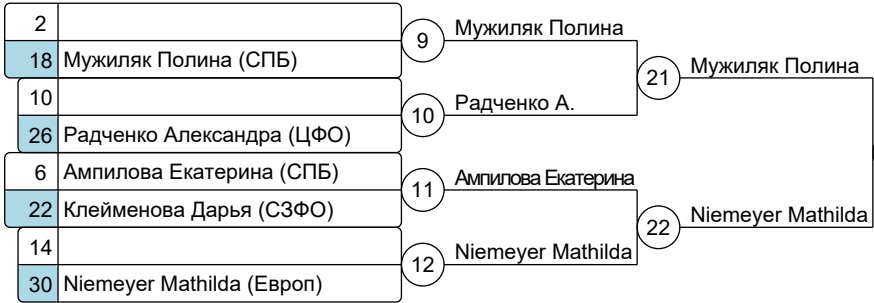 2
18 Мужиляк Полина (СПБ)
9 Мужиляк Полина
10
26 Радченко Александра (ЦФО)
10 Радченко А.
21 Мужиляк Полина
6 Ампилова Екатерина (СПБ)
22 Клейменова Дарья (СЗФО)
11 Ампилова Екатерина
14
30 Niemeyer Mathilda (Европ)
12 Niemeyer Mathilda
22 Niemeyer Mathilda